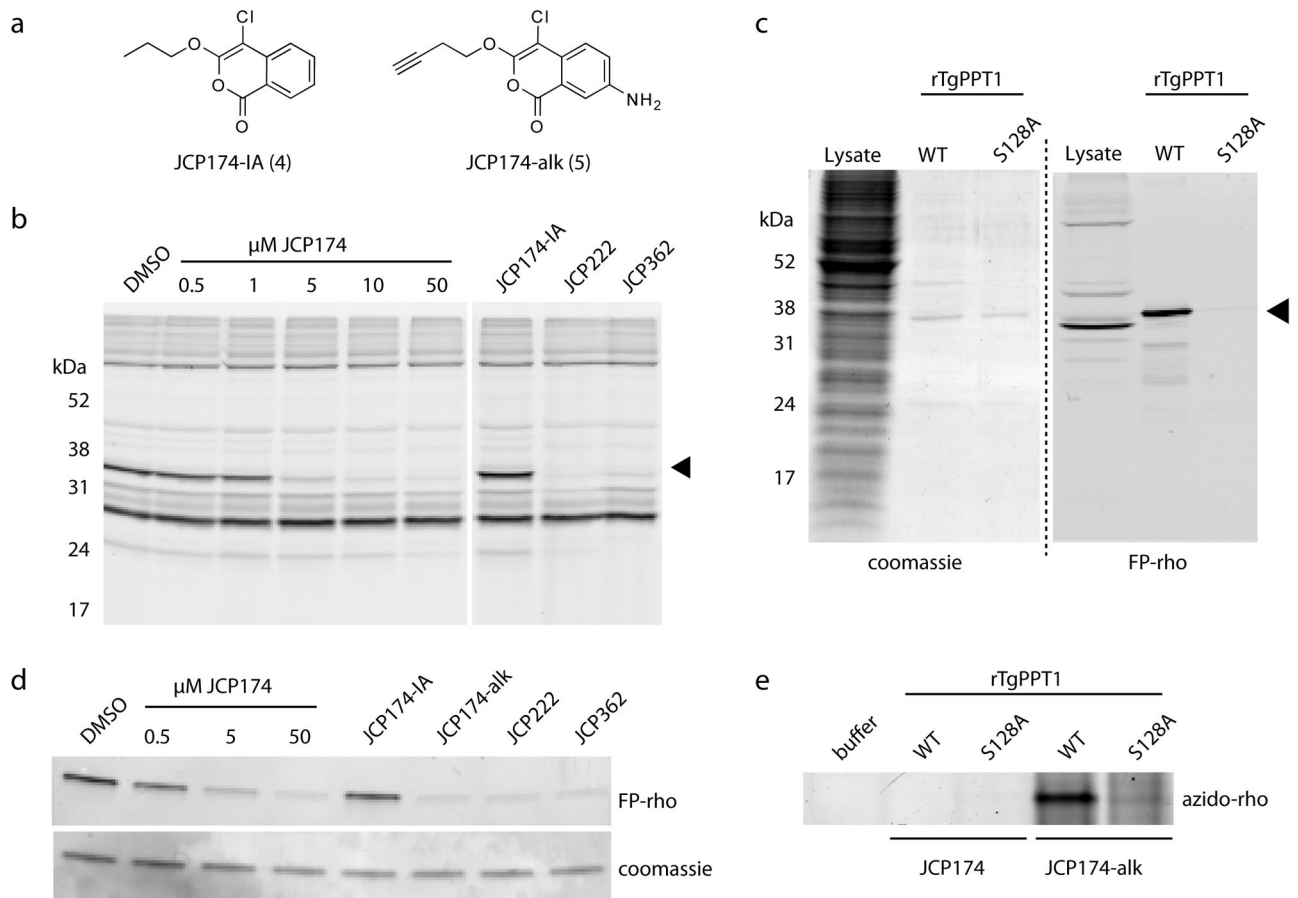 a
Cl
O
O
O
JCP174-IA (4)
Cl
O
O
O
NH2
JCP174-alk (5)
b
DMSO
µM JCP174
0.5 1 5 10 50
JCP174-IA
JCP222
JCP362
kDa
52
38
31
24
17
c
rTgPPT1
rTgPPT1
Lysate WT S128A
Lysate WT S128A
kDa
52
38
31
24
17
coomassie
FP-rho
d
DMSO
µM JCP174
0.5 5 50
JCP174-IA
JCP174-alk
JCP222
JCP362
FP-rho
coomassie
e
rTgPPT1
buffer WT S128A WT S128A
azido-rho
JCP174
JCP174-alk